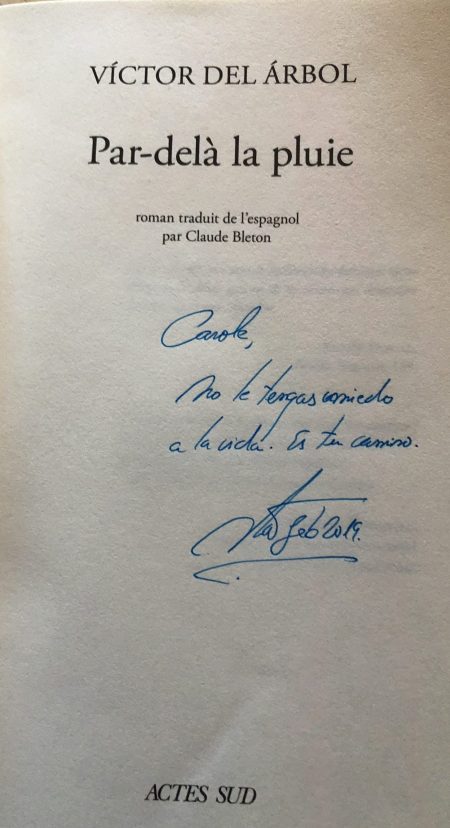 VÍCTOR DEL ÁRBOL
Par-delà la pluie
roman traduit de l'espagnol
par Claude Bleton
Carole,
no le tengas miedo
a la vida. Es tu camino.
feb 2019.
ACTES SUD